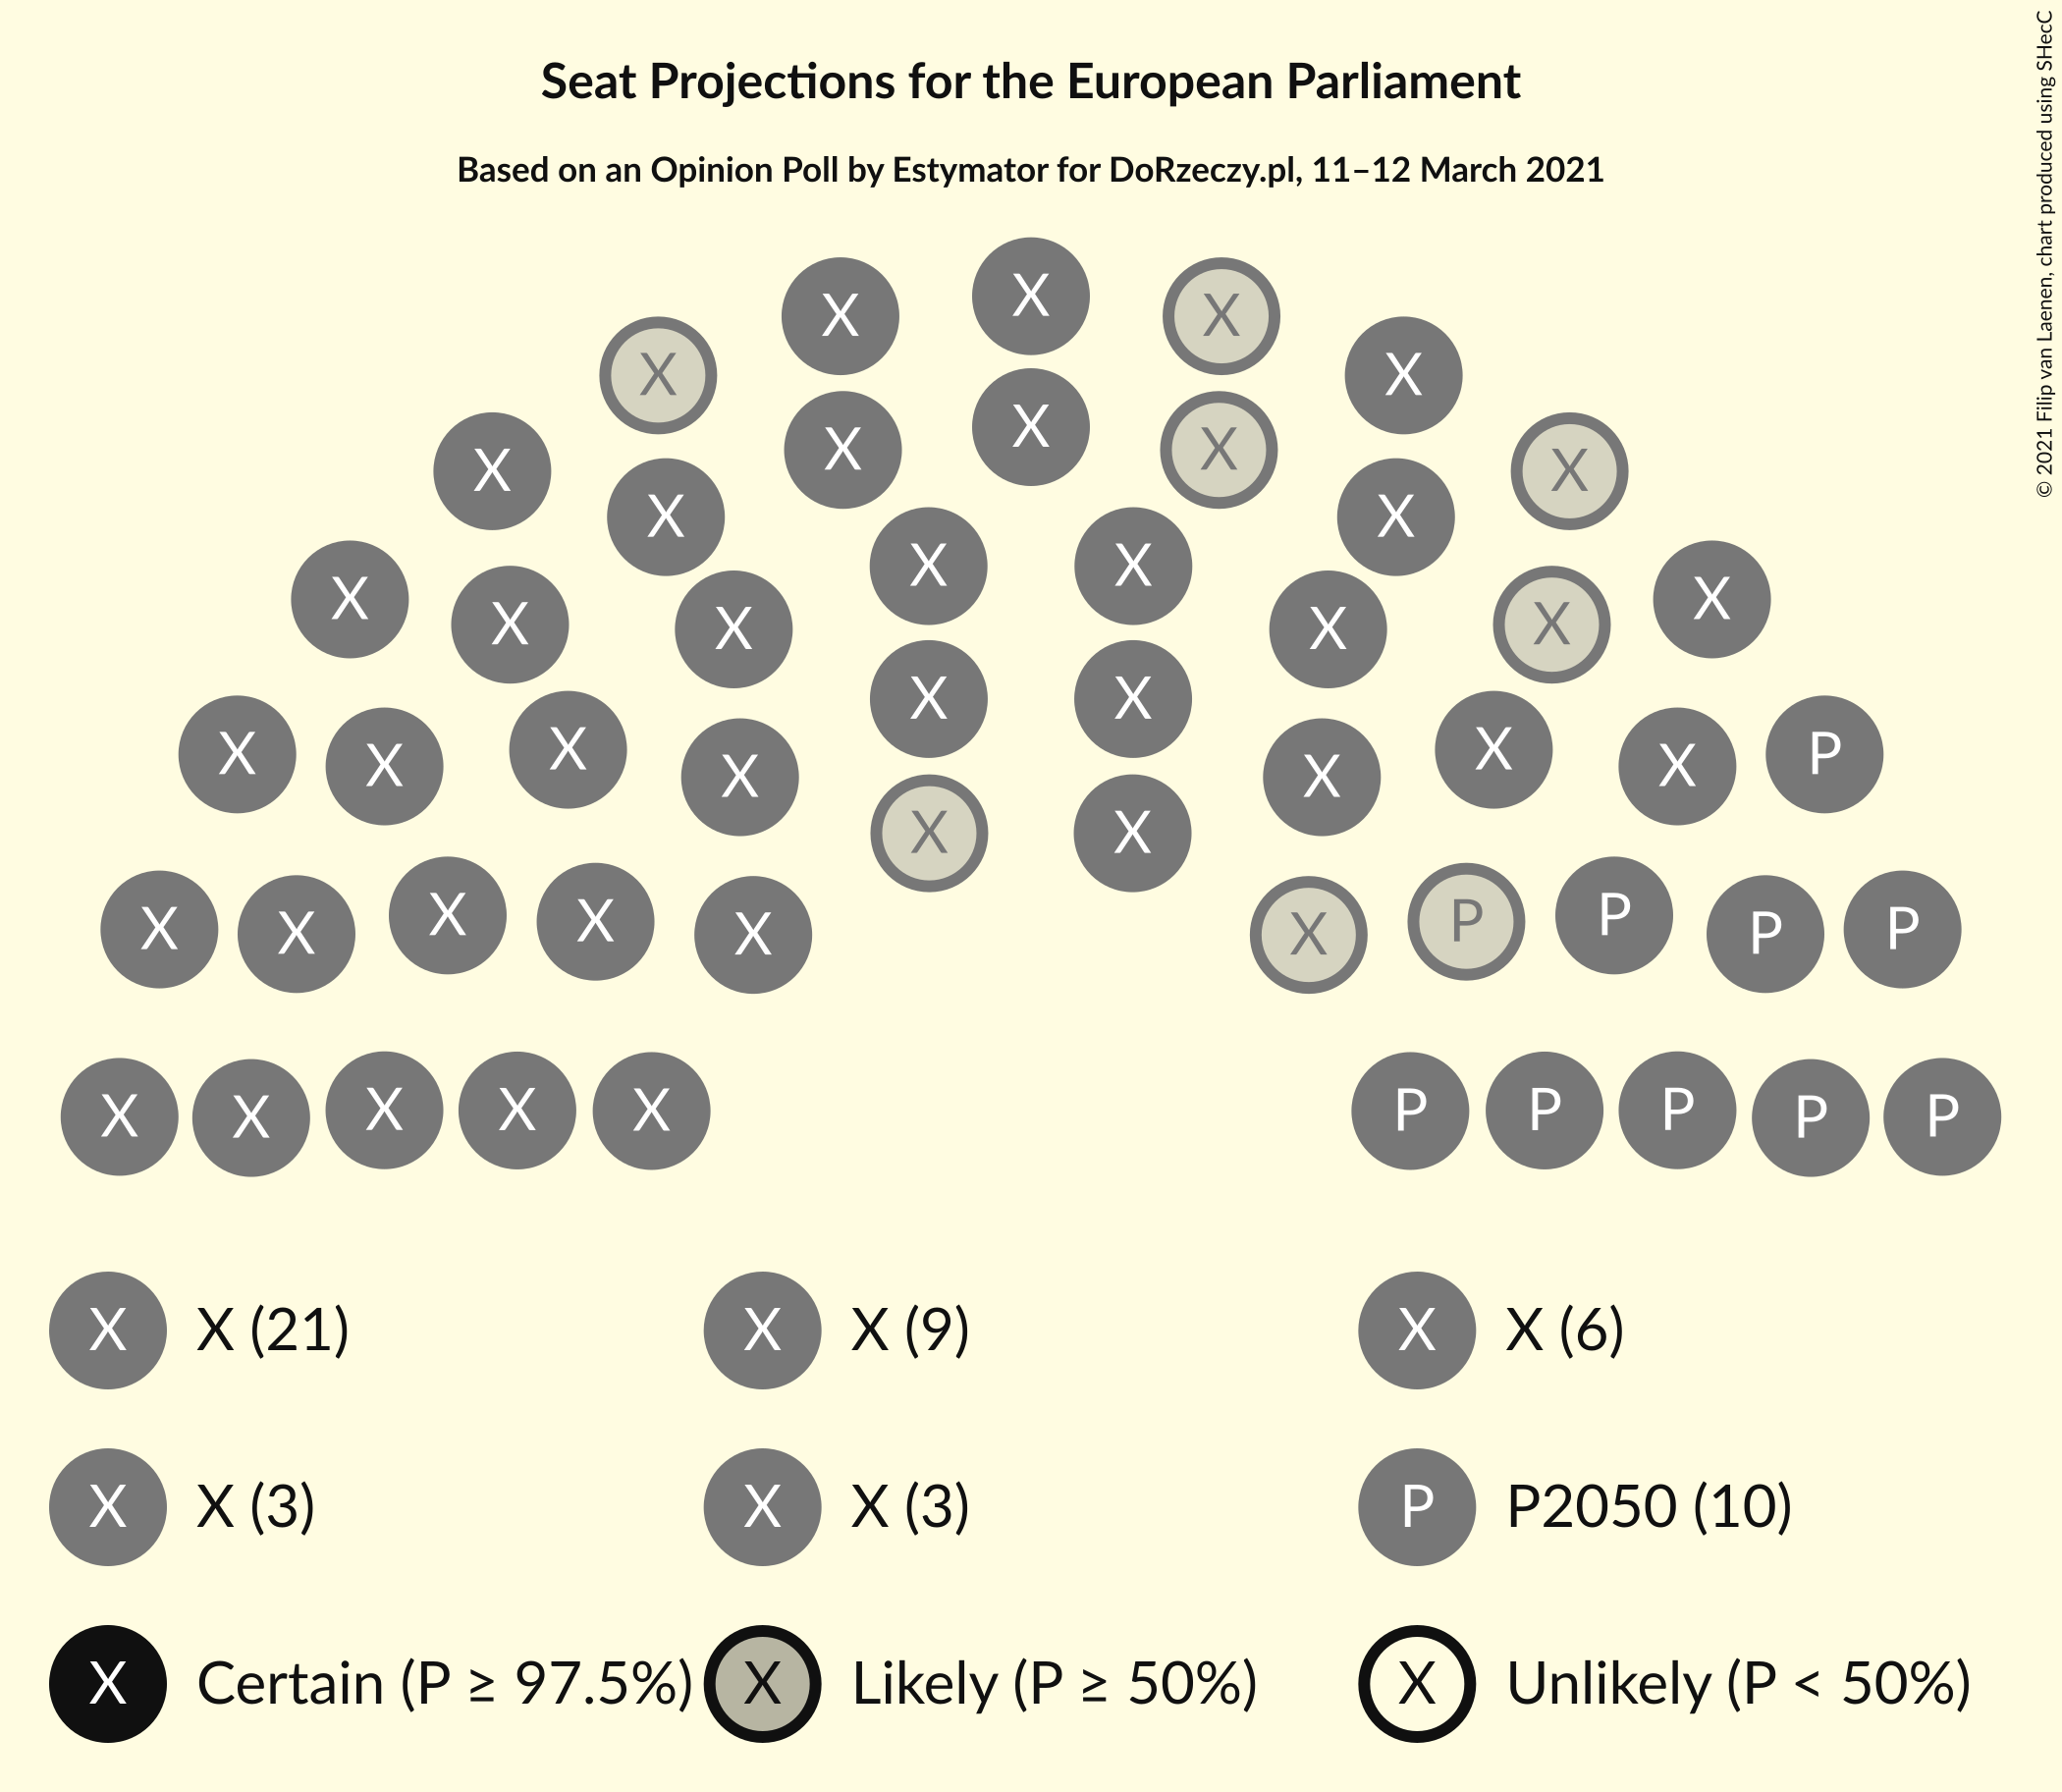 Seat Projections for the European Parliament
Based on an Opinion Poll by Estymator for DoRzeczy.pl, 11–12 March 2021
© 2021 Filip van Laenen, chart produced using SHecC
X X X
X X
X X X
X X
X X
X X
X X X X X X
X X
X X X X X X X P
X X
X X X X X X P P P P
X X X X X P P P P P
X X (21) X X (9) X X (6)
X X (3) X X (3) P P2050 (10)
X Certain (P ≥ 97.5%) X Likely (P ≥ 50%) X Unlikely (P < 50%)